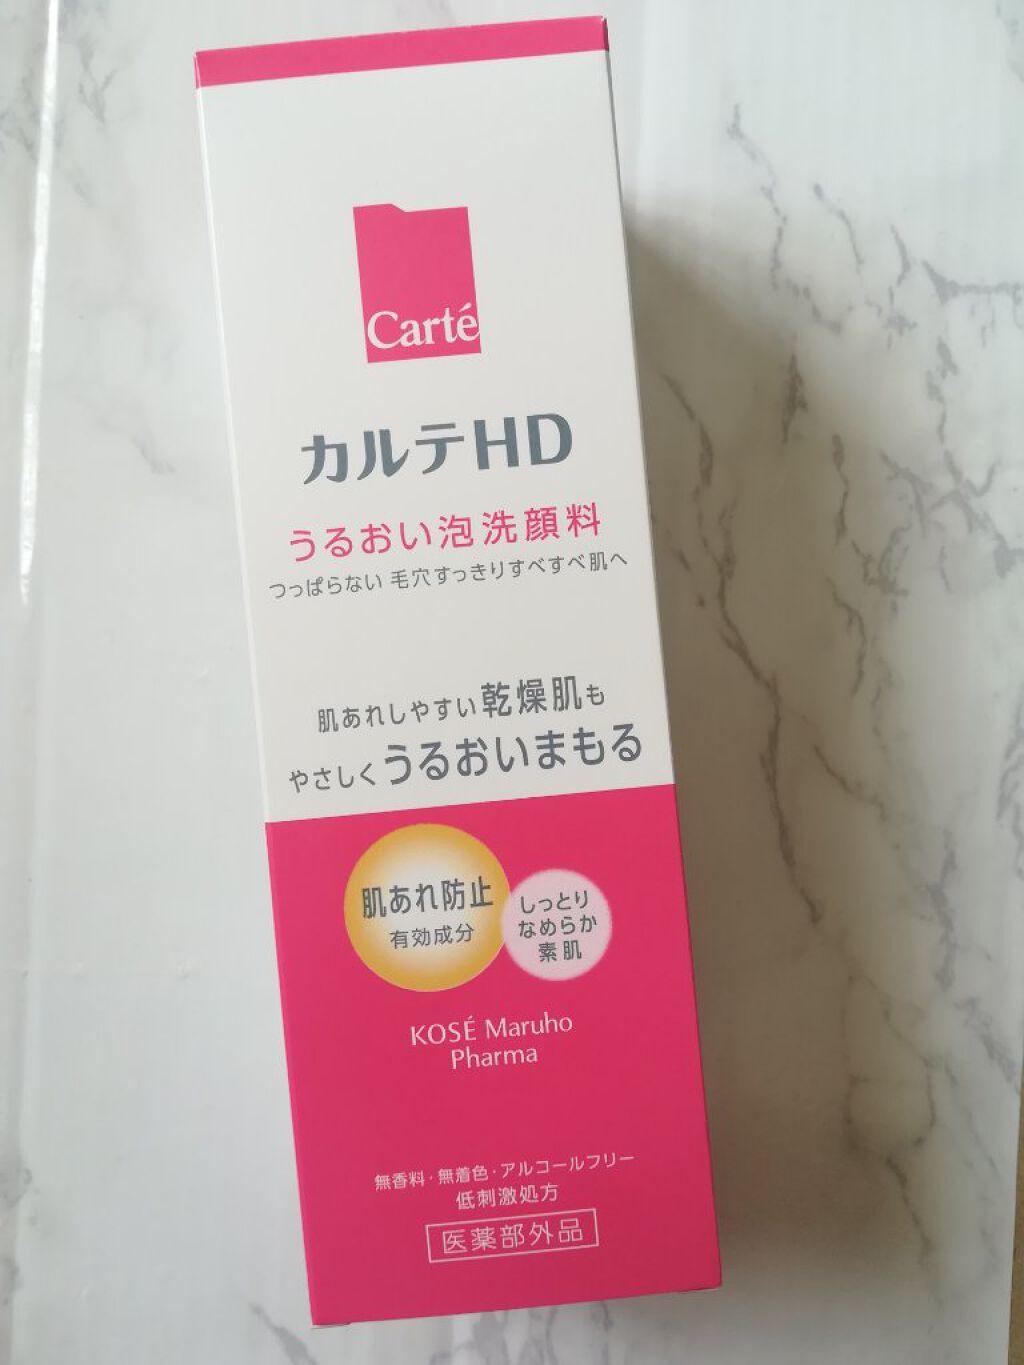 Carté
カルテHD
うるおい泡洗顔料
つっぱらない 毛穴すっきりすべすべ肌へ
肌あれしやすい乾燥肌も
やさしくうるおいまもる
肌あれ防止
有効成分
しっとり
なめらか
素肌
KOSÉ Maruho
Pharma
無香料・無着色・アルコールフリー
低刺激処方
医薬部外品